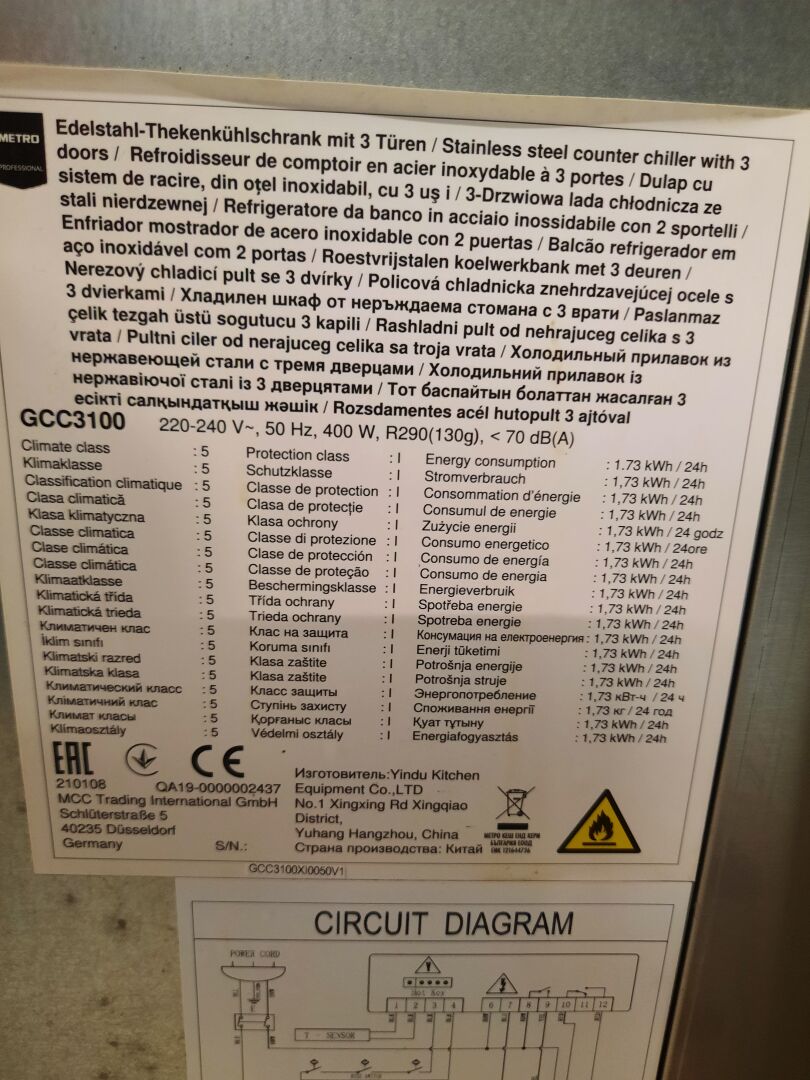 METRO
PROFESSIONAL
Edelstahl-Thekenkühlschrank mit 3 Türen / Stainless steel counter chiller with 3
doors / Refroidisseur de comptoir en acier inoxydable à 3 portes / Dulap cu
sistem de racire, din oțel inoxidabil, cu 3 uș i / 3-Drzwiowa lada chłodnicza ze
stali nierdzewnej / Refrigeratore da banco in acciaio inossidabile con 2 sportelli /
Enfriador mostrador de acero inoxidable con 2 puertas / Balcão refrigerador em
aço inoxidável com 2 portas / Roestvrijstalen koelwerkbank met 3 deuren /
Nerezový chladicí pult se 3 dvírky / Policová chladnicka znehrdzavejúcej ocele s
3 dvierkami / Хладилен шкаф от неръждаема стомана с 3 врати / Paslanmaz
çelik tezgah üstü sogutucu 3 kapili / Rashladni pult od nehrajuceg celika s 3
vrata / Pultni ciler od nerajuceg celika sa troja vrata / Холодильный прилавок из
нержавеющей стали с тремя дверцами / Холодильний прилавок із
нержавіючої сталі із 3 дверцятами / Тот баспайтын болаттан жасалған 3
есікті салқындатқыш жәшік / Rozsdamentes acél hutopult 3 ajtóval
GCC3100 220-240 V~, 50 Hz, 400 W, R290(130g), < 70 dB(A)
Climate class : 5 Protection class : I Energy consumption : 1.73 kWh / 24h
Klimaklasse : 5 Schutzklasse : I Stromverbrauch : 1,73 kWh / 24h
Classification climatique : 5 Classe de protection : I Consommation d'énergie : 1,73 kWh / 24h
Clasa climatică : 5 Clasa de protecție : I Consumul de energie : 1,73 kWh / 24h
Klasa klimatyczna : 5 Klasa ochrony : I Zużycie energii : 1,73 kWh / 24 godz
Classe climatica : 5 Classe di protezione : I Consumo energetico : 1,73 kWh / 24ore
Clase climática : 5 Clase de protección : I Consumo de energía : 1,73 kWh / 24h
Classe climática : 5 Classe de proteção : I Consumo de energia : 1,73 kWh / 24h
Klimaatklasse : 5 Beschermingsklasse : I Energieverbruik : 1,73 kWh / 24h
Klimatická třída : 5 Třída ochrany : I Spotřeba energie : 1,73 kWh / 24h
Klimatická trieda : 5 Trieda ochrany : I Spotreba energie : 1,73 kWh / 24h
Климатичен клас : 5 Клас на защита : I Консумация на електроенергия : 1,73 kWh / 24h
İklim sınıfı : 5 Koruma sınıfı : I Enerji tüketimi : 1,73 kWh / 24h
Klimatski razred : 5 Klasa zaštite : I Potrošnja energije : 1,73 kWh / 24h
Klimatska klasa : 5 Klasa zaštite : I Potrošnja struje : 1,73 kWh / 24h
Климатический класс : 5 Класс защиты : I Энергопотребление : 1,73 кВт-ч / 24 ч
Кліматичний клас : 5 Ступінь захисту : I Споживання енергії : 1,73 кг / 24 год
Климат класы : 5 Қорғаныс класы : I Қуат тұтыну : 1,73 kWh / 24h
Klímaosztály : 5 Védelmi osztály : I Energiafogyasztás : 1,73 kWh / 24h
EAC CE
210108 QA19-0000002437
MCC Trading International GmbH
Schlüterstraße 5
40235 Düsseldorf
Germany S/N.:
Изготовитель:Yindu Kitchen
Equipment Co.,LTD
No.1 Xingxing Rd Xingqiao
District,
Yuhang Hangzhou, China
Страна производства: Китай
МЕТРО КЕШ ЕНД КЕРИ
БЪЛГАРИЯ ЕООД
ЕИК 121644736
GCC3100XI0050V1
CIRCUIT DIAGRAM
POWER CORD
1 2 3 4 6 7 8 9 10 11 12
T - SENSOR